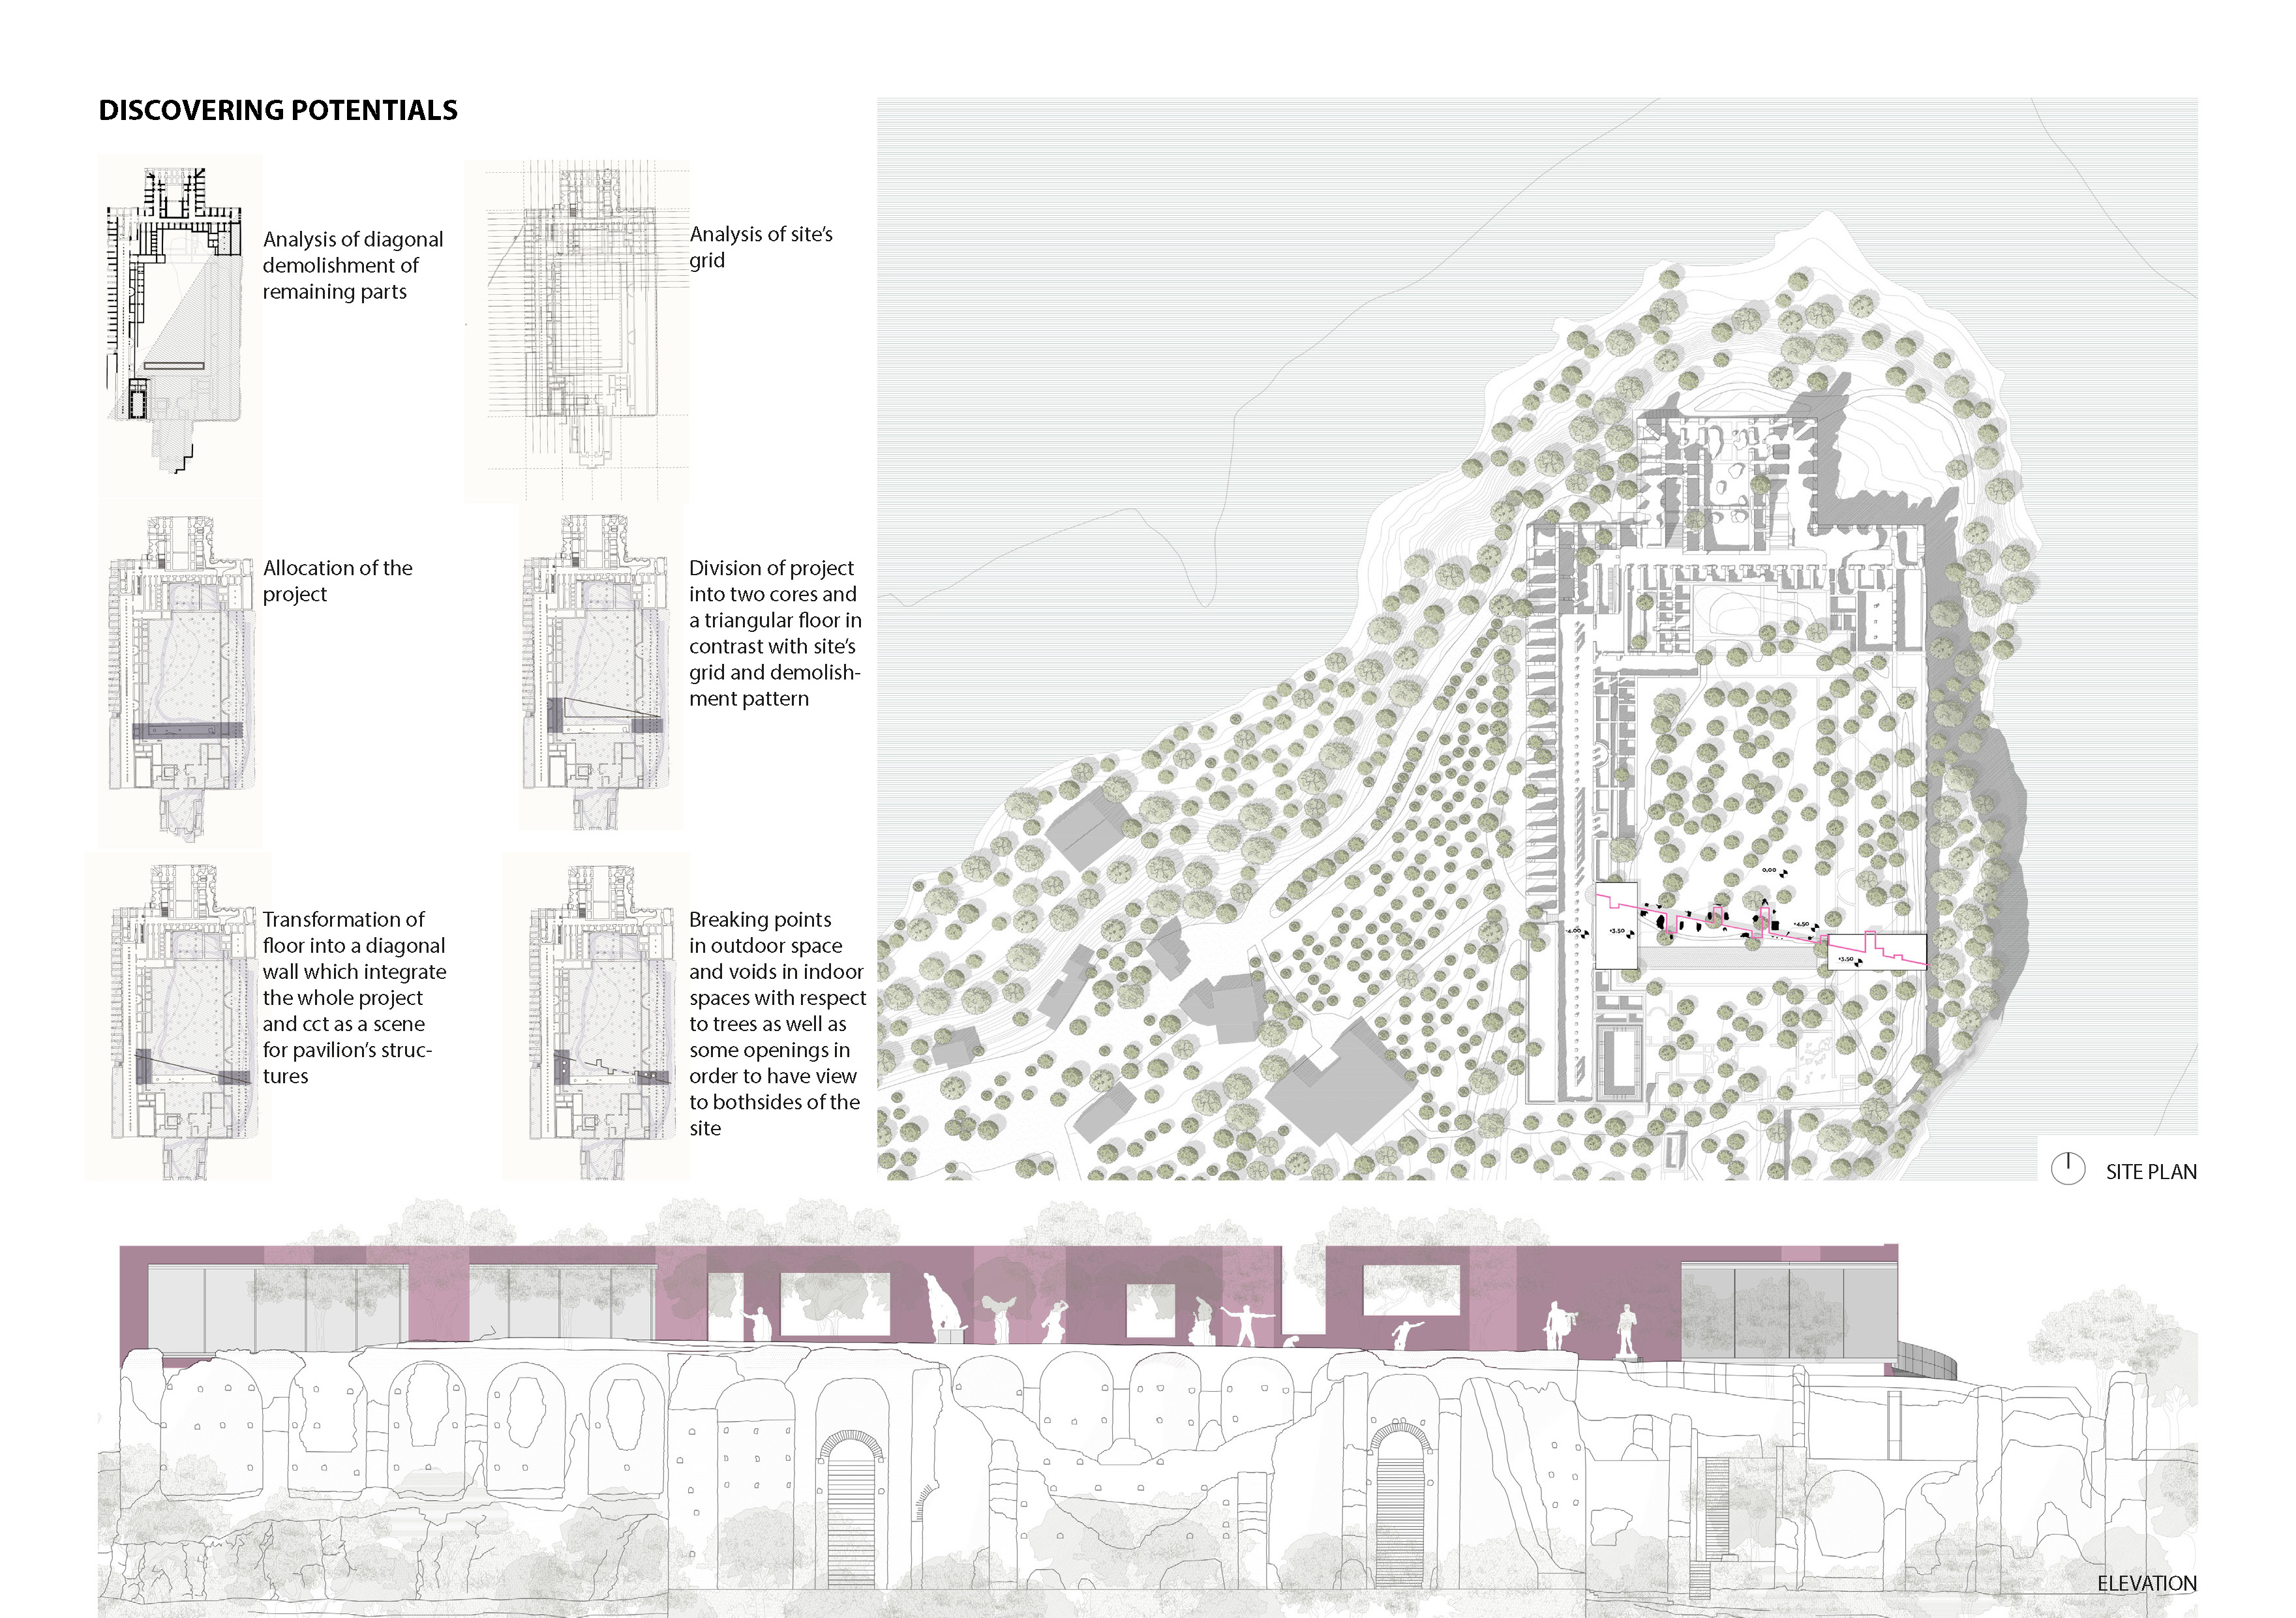 DISCOVERING POTENTIALS
Analysis of diagonal
demolishment of
remaining parts
Analysis of site's
grid
Allocation of the
project
Division of project
into two cores and
a triangular floor in
contrast with site's
grid and demolish-
ment pattern
Transformation of
floor into a diagonal
wall which integrate
the whole project
and cct as a scene
for pavilion's struc-
tures
Breaking points
in outdoor space
and voids in indoor
spaces with respect
to trees as well as
some openings in
order to have view
to bothsides of the
site
0,00
+4.50
-4.00
+3.50
+3.50
SITE PLAN
ELEVATION